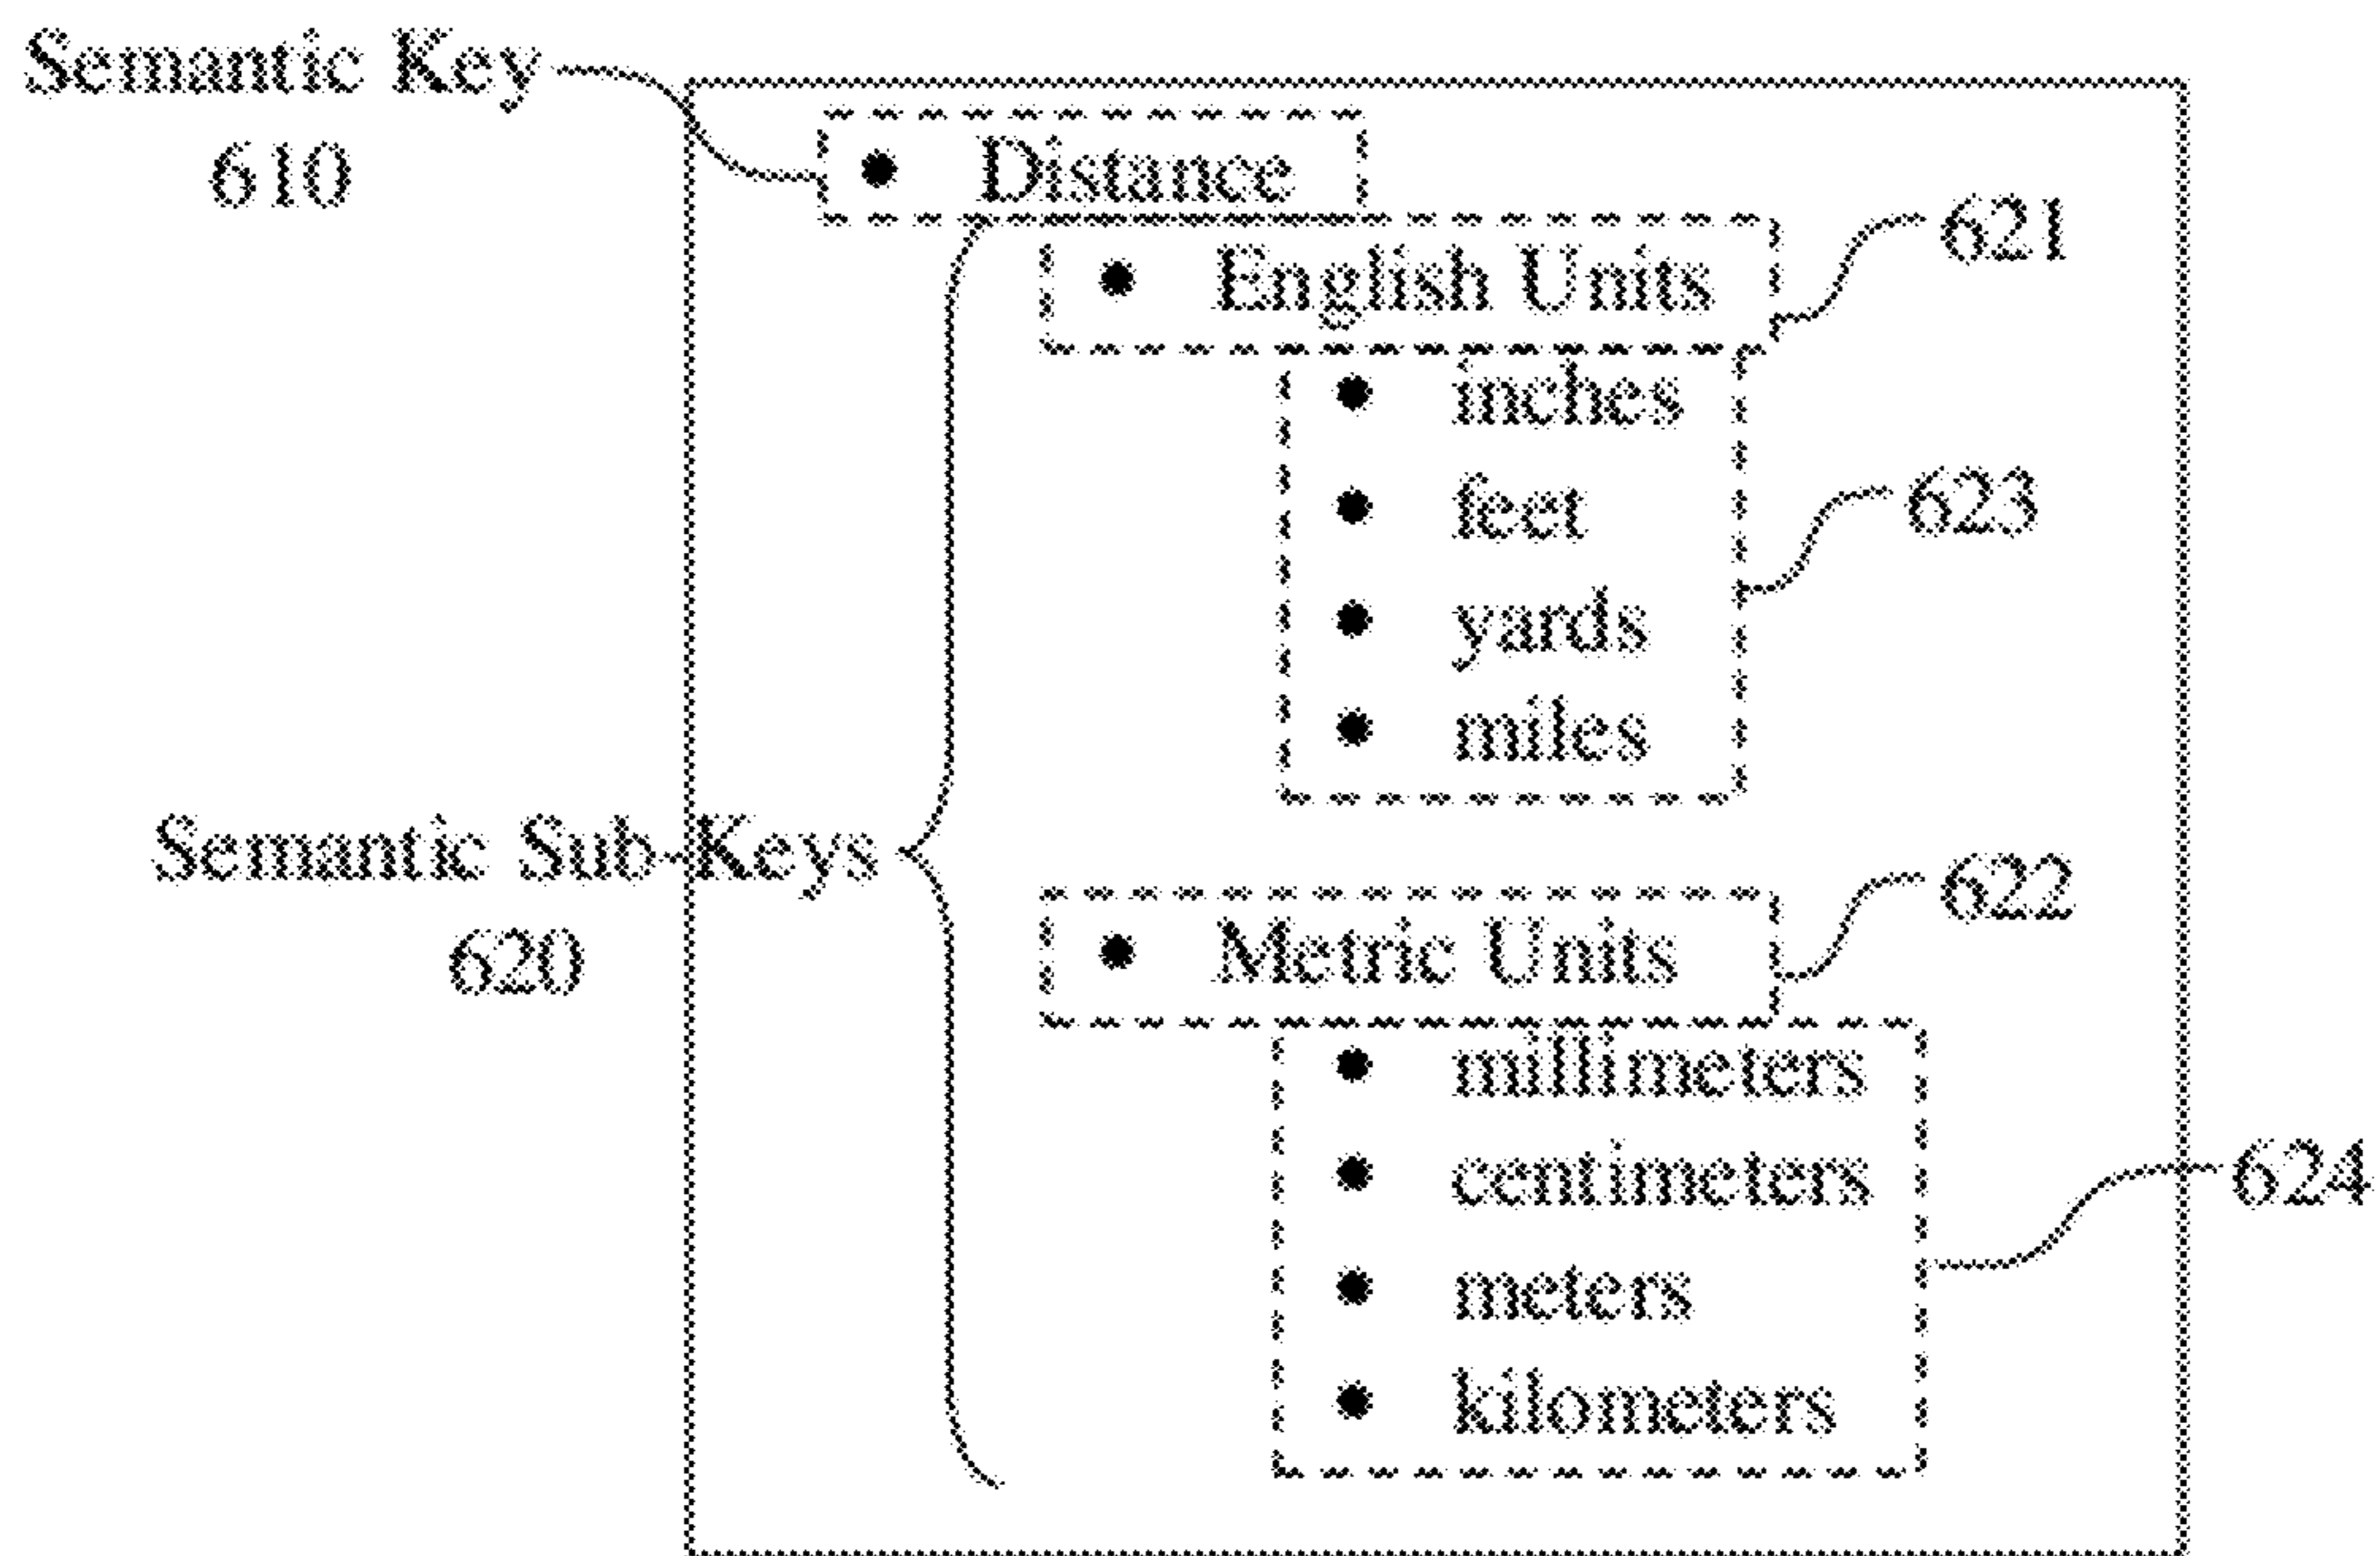 Semantic Key
610
• Distance
621
• English Units
• inches
• feet
623
• yards
• miles
Semantic Sub-Keys
620
622
• Metric Units
• millimeters
• centimeters
624
• meters
• kilometers